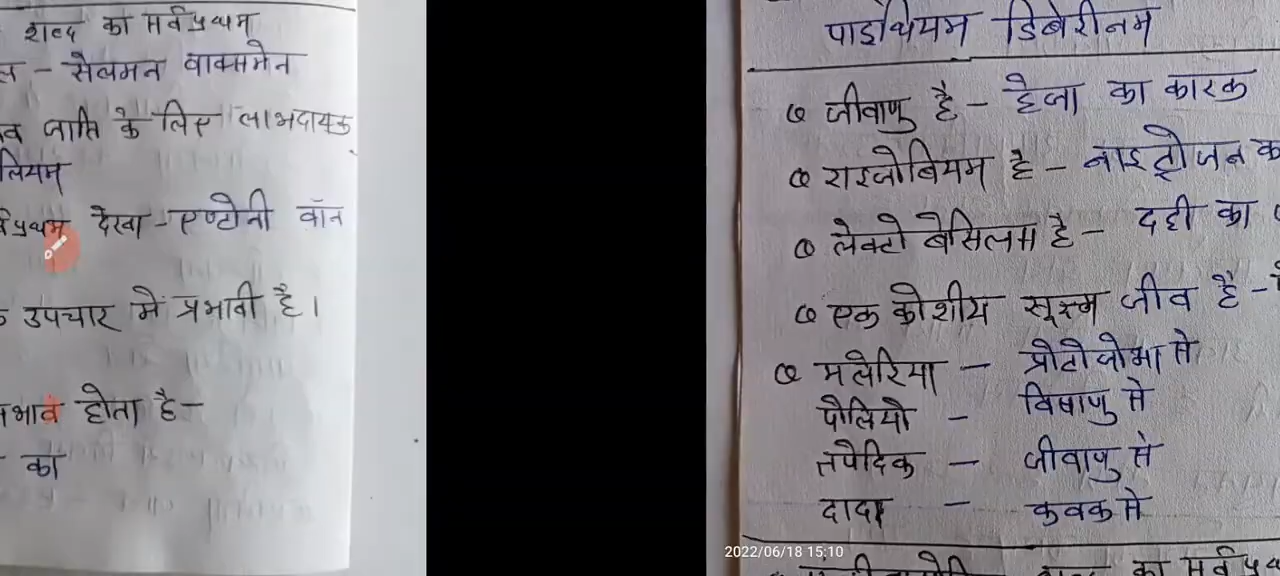 शब्द का सर्वप्रथम
ल - सेलमन वाक्समेन
व जाति के लिए लाभदायक
लियम
प्रथम देखा - एण्टोनी वॉन
उपचार में प्रभावी है।
भाव होता है-
का
पाइथियम डिबेरीनम
जीवाणु है - हैजा का कारक
राइजोबियम है - नाइट्रोजन क
लेक्टो बेसिलस है - दही का
एक कोशीय सूक्ष्म जीव है -
मलेरिया - प्रोटोजोआ से
पोलियो - विषाणु से
तपेदिक - जीवाणु से
दाद - कवक से
2022/06/18 15:10
शब्द का सर्वप्रथ